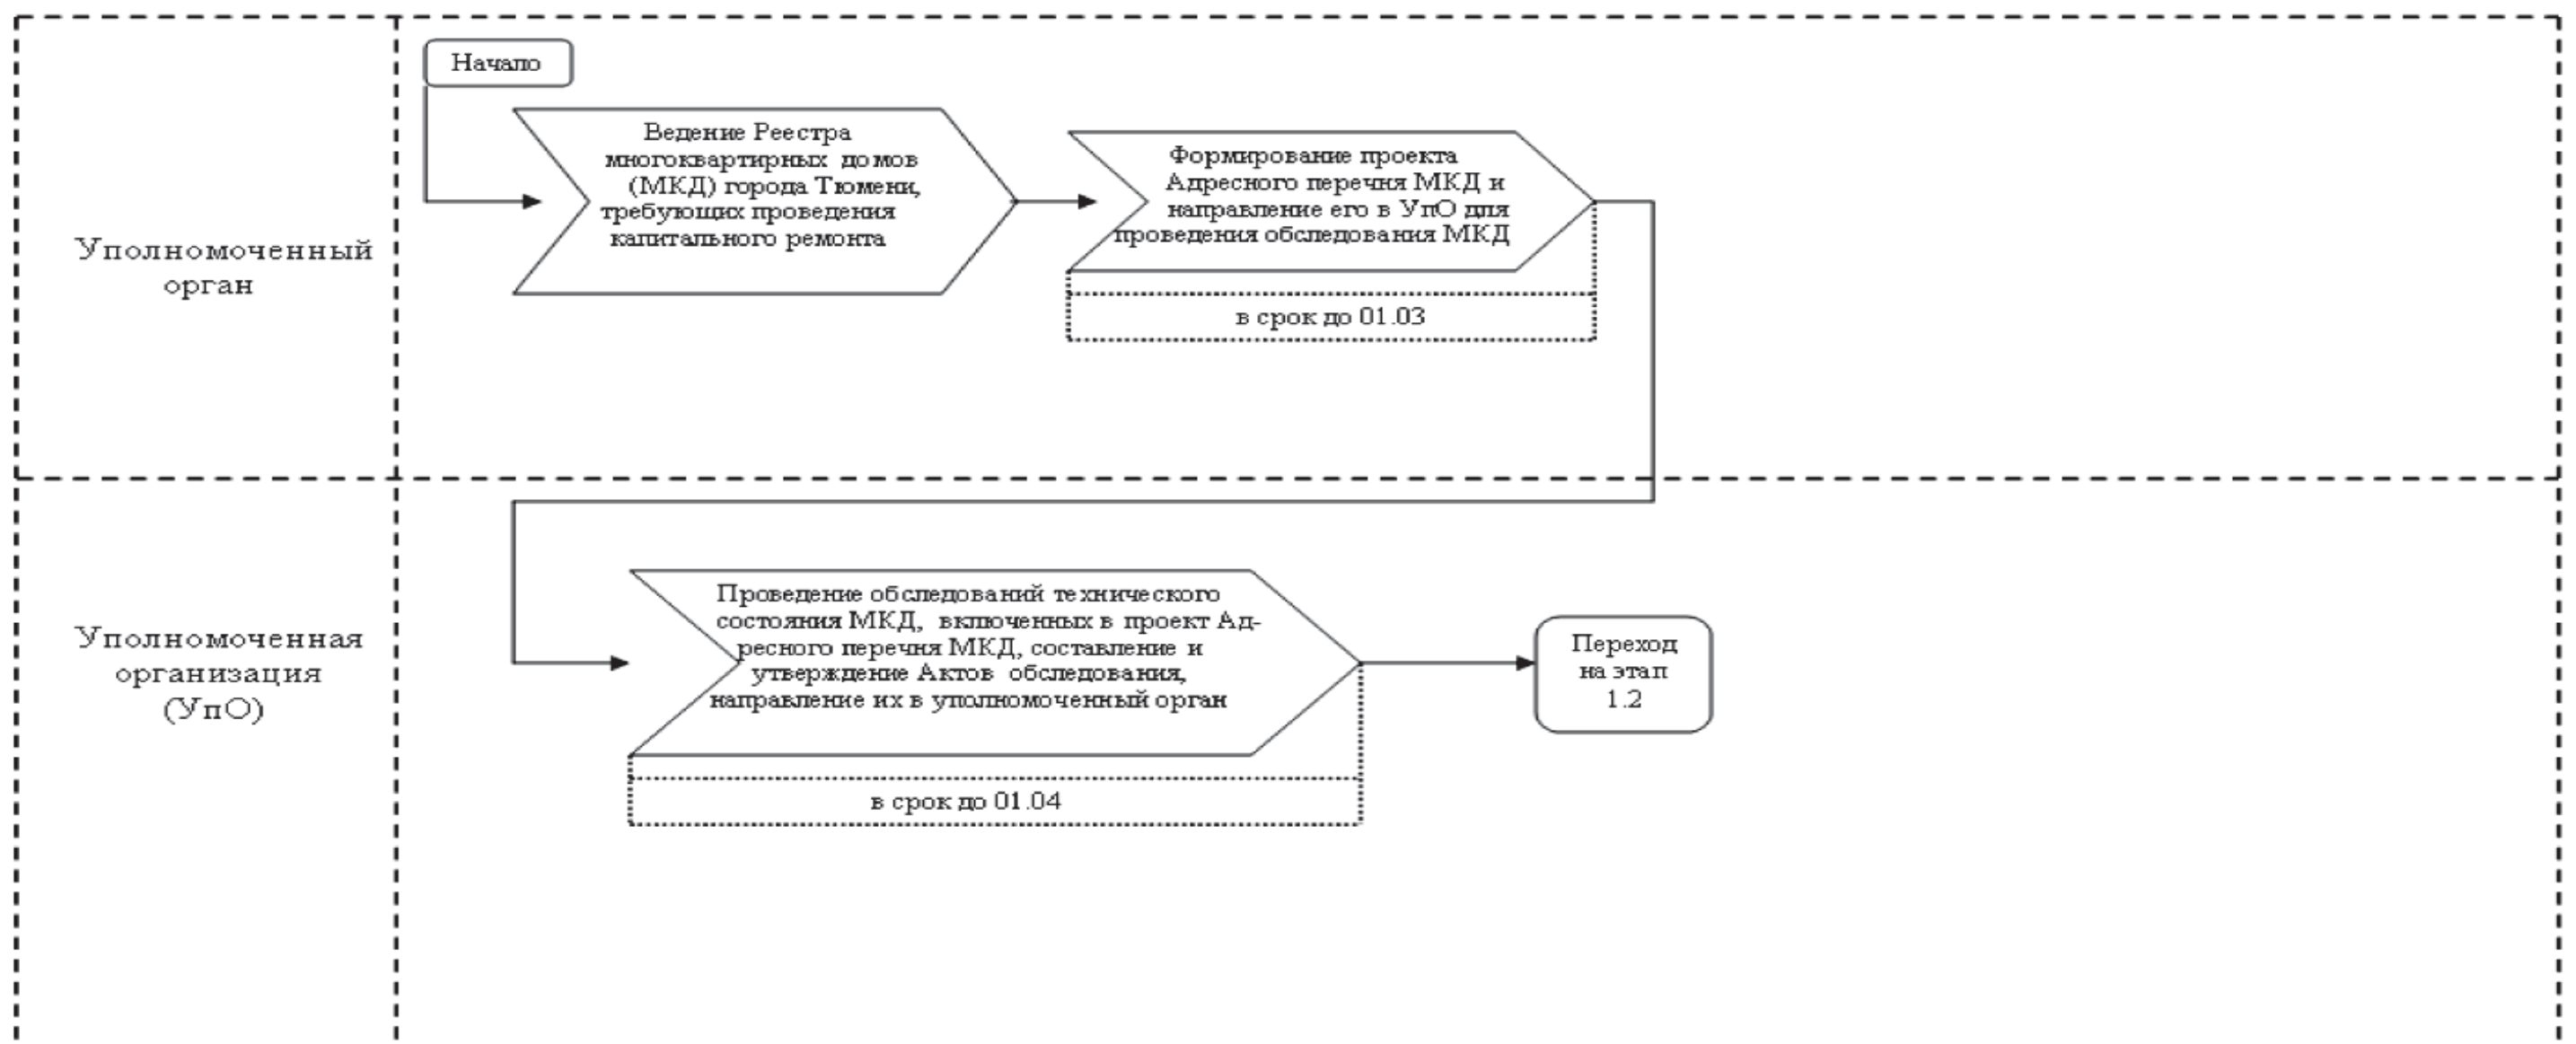 Уполномоченный
орган
Начало
Ведение Реестра
многоквартирных домов
(МКД) города Тюмени,
требующих проведения
капитального ремонта
Формирование проекта
Адресного перечня МКД и
направление его в УпО для
проведения обследования МКД
в срок до 01.03
Уполномоченная
организация
(УпО)
Проведение обследований технического
состояния МКД, включенных в проект Ад-
ресного перечня МКД, составление и
утверждение Актов обследования,
направление их в уполномоченный орган
в срок до 01.04
Переход
на этап
1.2